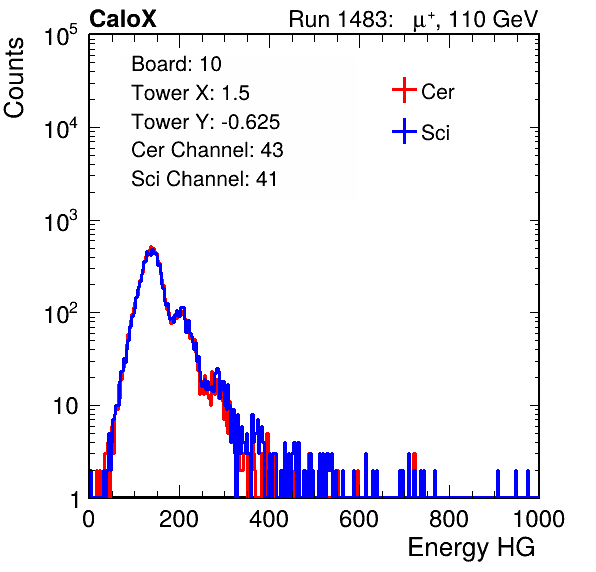 CaloX Run 1483: μ⁺, 110 GeV
Counts
10⁵
10⁴
10³
10²
10
1
Board: 10
Tower X: 1.5
Tower Y: -0.625
Cer Channel: 43
Sci Channel: 41
Cer
Sci
0 200 400 600 800 1000
Energy HG